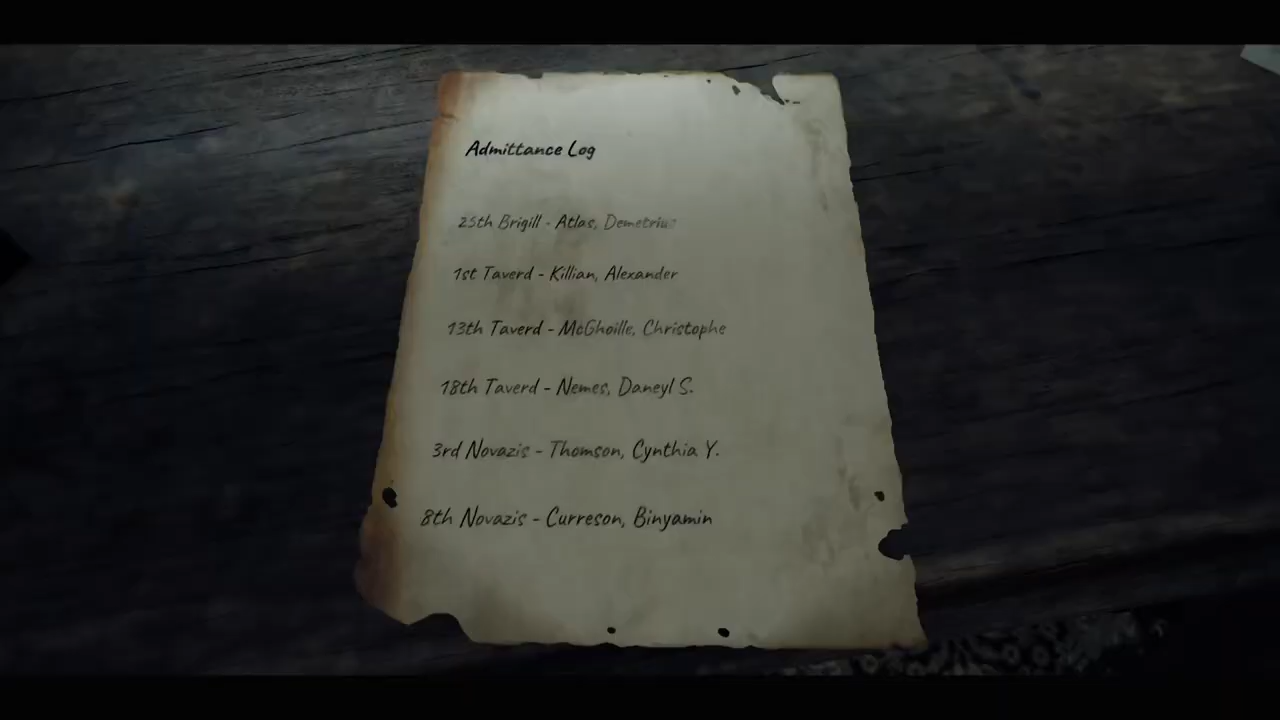 Admittance Log
25th Brigill - Atlas, Demetrius
1st Taverd - Killian, Alexander
13th Taverd - McGhoille, Christophe
18th Taverd - Nemes, Daneyl S.
3rd Novazis - Thomson, Cynthia Y.
8th Novazis - Curreson, Binyamin